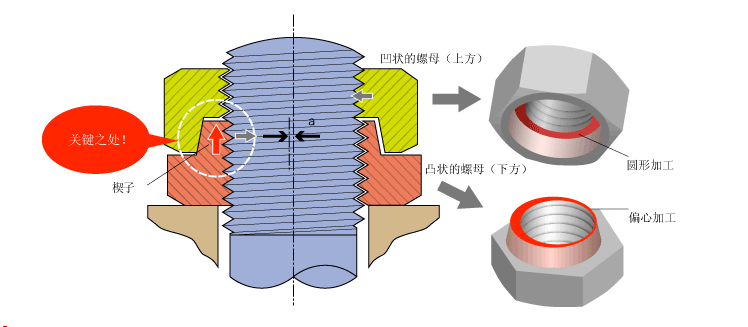 凹状的螺母（上方）
a
关键之处！
圆形加工
凸状的螺母（下方）
楔子
偏心加工